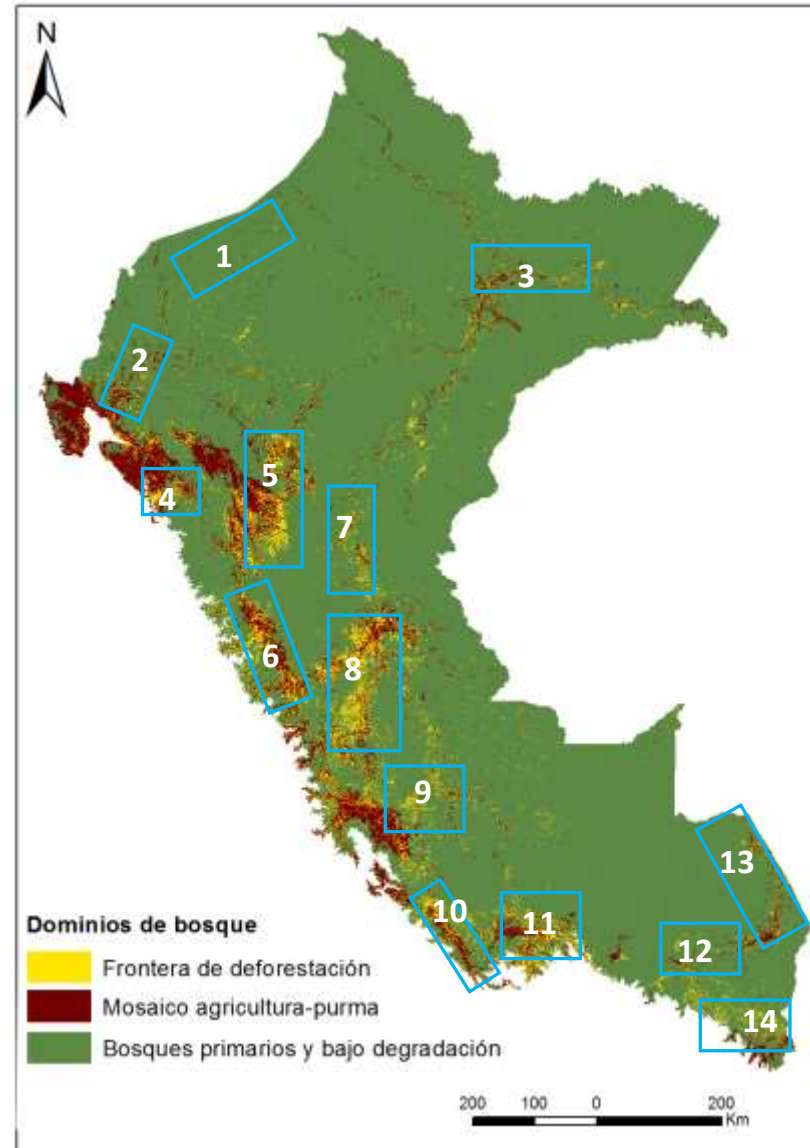 N
1
2
3
4
5
6
7
8
9
10
11
12
13
14
Dominios de bosque
Frontera de deforestación
Mosaico agricultura-purma
Bosques primarios y bajo degradación
200 100 0 200
Km